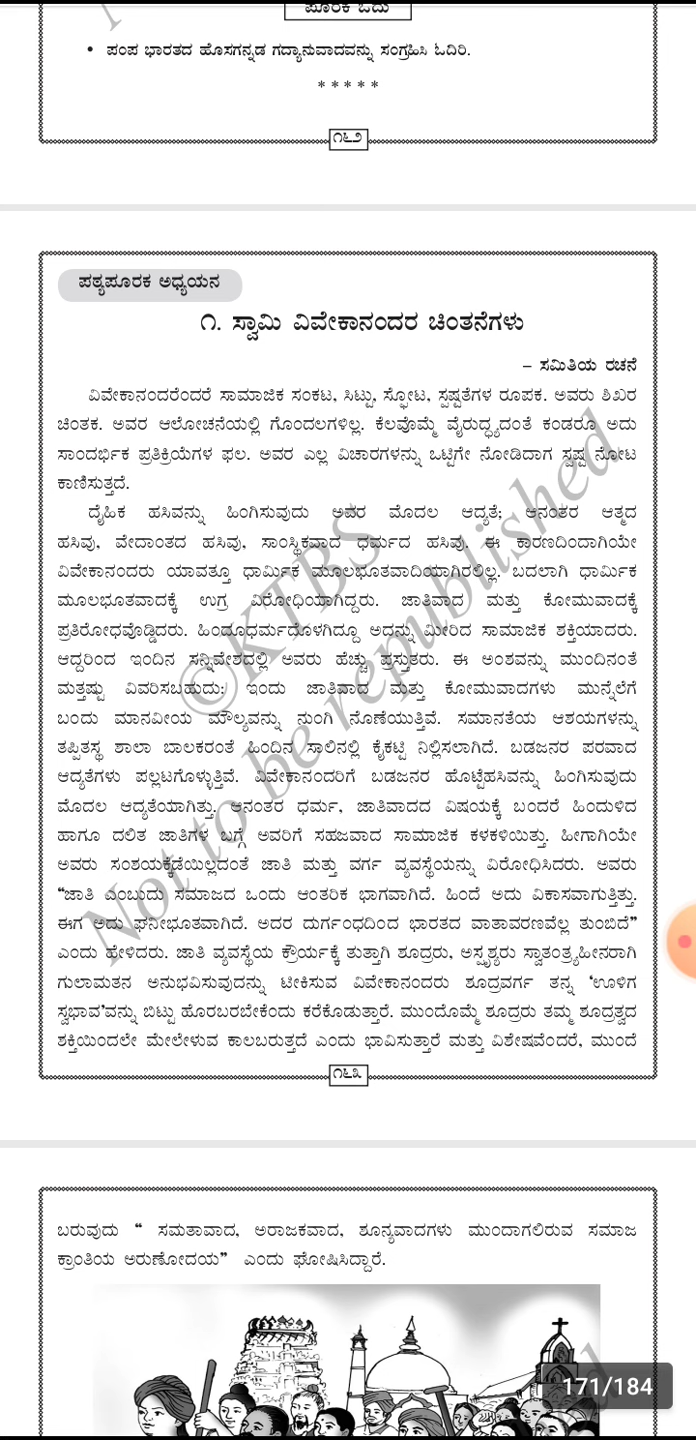 ಪೂರಕ ಓದು
• ಪಂಪ ಭಾರತದ ಹೊಸಗನ್ನಡ ಗದ್ಯಾನುವಾದವನ್ನು ಸಂಗ್ರಹಿಸಿ ಓದಿರಿ.
* * * * *
೧೬೨
ಪಠ್ಯಪೂರಕ ಅಧ್ಯಯನ
೧. ಸ್ವಾಮಿ ವಿವೇಕಾನಂದರ ಚಿಂತನೆಗಳು
– ಸಮಿತಿಯ ರಚನೆ
ವಿವೇಕಾನಂದರೆಂದರೆ ಸಾಮಾಜಿಕ ಸಂಕಟ, ಸಿಟ್ಟು, ಸ್ಫೋಟ, ಸ್ಪಷ್ಟತೆಗಳ ರೂಪಕ. ಅವರು ಶಿಖರ
ಚಿಂತಕ. ಅವರ ಆಲೋಚನೆಯಲ್ಲಿ ಗೊಂದಲಗಳಿಲ್ಲ. ಕೆಲವೊಮ್ಮೆ ವೈರುದ್ಧ್ಯದಂತೆ ಕಂಡರೂ ಅದು
ಸಾಂದರ್ಭಿಕ ಪ್ರತಿಕ್ರಿಯೆಗಳ ಫಲ. ಅವರ ಎಲ್ಲ ವಿಚಾರಗಳನ್ನು ಒಟ್ಟಿಗೇ ನೋಡಿದಾಗ ಸ್ಪಷ್ಟ ನೋಟ
ಕಾಣಿಸುತ್ತದೆ.
ದೈಹಿಕ ಹಸಿವನ್ನು ಹಿಂಗಿಸುವುದು ಅವರ ಮೊದಲ ಆದ್ಯತೆ; ಆನಂತರ ಆತ್ಮದ
ಹಸಿವು, ವೇದಾಂತದ ಹಸಿವು, ಸಾಂಸ್ಥಿಕವಾದ ಧರ್ಮದ ಹಸಿವು. ಈ ಕಾರಣದಿಂದಾಗಿಯೇ
ವಿವೇಕಾನಂದರು ಯಾವತ್ತೂ ಧಾರ್ಮಿಕ ಮೂಲಭೂತವಾದಿಯಾಗಿರಲಿಲ್ಲ. ಬದಲಾಗಿ ಧಾರ್ಮಿಕ
ಮೂಲಭೂತವಾದಕ್ಕೆ ಉಗ್ರ ವಿರೋಧಿಯಾಗಿದ್ದರು. ಜಾತಿವಾದ ಮತ್ತು ಕೋಮುವಾದಕ್ಕೆ
ಪ್ರತಿರೋಧವೊಡ್ಡಿದರು. ಹಿಂದೂಧರ್ಮದೊಳಗಿದ್ದೂ ಅದನ್ನು ಮೀರಿದ ಸಾಮಾಜಿಕ ಶಕ್ತಿಯಾದರು.
ಆದ್ದರಿಂದ ಇಂದಿನ ಸನ್ನಿವೇಶದಲ್ಲಿ ಅವರು ಹೆಚ್ಚು ಪ್ರಸ್ತುತರು. ಈ ಅಂಶವನ್ನು ಮುಂದಿನಂತೆ
ಮತ್ತಷ್ಟು ವಿವರಿಸಬಹುದು: ಇಂದು ಜಾತಿವಾದ ಮತ್ತು ಕೋಮುವಾದಗಳು ಮುನ್ನೆಲೆಗೆ
ಬಂದು ಮಾನವೀಯ ಮೌಲ್ಯವನ್ನು ನುಂಗಿ ನೊಣೆಯುತ್ತಿವೆ. ಸಮಾನತೆಯ ಆಶಯಗಳನ್ನು
ತಪ್ಪಿತಸ್ಥ ಶಾಲಾ ಬಾಲಕರಂತೆ ಹಿಂದಿನ ಸಾಲಿನಲ್ಲಿ ಕೈಕಟ್ಟಿ ನಿಲ್ಲಿಸಲಾಗಿದೆ. ಬಡಜನರ ಪರವಾದ
ಆದ್ಯತೆಗಳು ಪಲ್ಲಟಗೊಳ್ಳುತ್ತಿವೆ. ವಿವೇಕಾನಂದರಿಗೆ ಬಡಜನರ ಹೊಟ್ಟೆಹಸಿವನ್ನು ಹಿಂಗಿಸುವುದು
ಮೊದಲ ಆದ್ಯತೆಯಾಗಿತ್ತು. ಆನಂತರ ಧರ್ಮ, ಜಾತಿವಾದದ ವಿಷಯಕ್ಕೆ ಬಂದರೆ ಹಿಂದುಳಿದ
ಹಾಗೂ ದಲಿತ ಜಾತಿಗಳ ಬಗ್ಗೆ ಅವರಿಗೆ ಸಹಜವಾದ ಸಾಮಾಜಿಕ ಕಳಕಳಿಯಿತ್ತು. ಹೀಗಾಗಿಯೇ
ಅವರು ಸಂಶಯಕ್ಕೆಡೆಯಿಲ್ಲದಂತೆ ಜಾತಿ ಮತ್ತು ವರ್ಗ ವ್ಯವಸ್ಥೆಯನ್ನು ವಿರೋಧಿಸಿದರು. ಅವರು
“ಜಾತಿ ಎಂಬುದು ಸಮಾಜದ ಒಂದು ಆಂತರಿಕ ಭಾಗವಾಗಿದೆ. ಹಿಂದೆ ಅದು ವಿಕಾಸವಾಗುತ್ತಿತ್ತು.
ಈಗ ಅದು ಘನೀಭೂತವಾಗಿದೆ. ಅದರ ದುರ್ಗಂಧದಿಂದ ಭಾರತದ ವಾತಾವರಣವೆಲ್ಲ ತುಂಬಿದೆ”
ಎಂದು ಹೇಳಿದರು. ಜಾತಿ ವ್ಯವಸ್ಥೆಯ ಕ್ರೌರ್ಯಕ್ಕೆ ತುತ್ತಾಗಿ ಶೂದ್ರರು, ಅಸ್ಪೃಶ್ಯರು ಸ್ವಾತಂತ್ರ್ಯಹೀನರಾಗಿ
ಗುಲಾಮತನ ಅನುಭವಿಸುವುದನ್ನು ಟೀಕಿಸುವ ವಿವೇಕಾನಂದರು ಶೂದ್ರವರ್ಗ ತನ್ನ ‘ಊಳಿಗ
ಸ್ವಭಾವ’ವನ್ನು ಬಿಟ್ಟು ಹೊರಬರಬೇಕೆಂದು ಕರೆಕೊಡುತ್ತಾರೆ. ಮುಂದೊಮ್ಮೆ ಶೂದ್ರರು ತಮ್ಮ ಶೂದ್ರತ್ವದ
ಶಕ್ತಿಯಿಂದಲೇ ಮೇಲೇಳುವ ಕಾಲಬರುತ್ತದೆ ಎಂದು ಭಾವಿಸುತ್ತಾರೆ ಮತ್ತು ವಿಶೇಷವೆಂದರೆ, ಮುಂದೆ
©KTBS
Not to be republished
೧೬೩
ಬರುವುದು “ ಸಮತಾವಾದ, ಅರಾಜಕವಾದ, ಶೂನ್ಯವಾದಗಳು ಮುಂದಾಗಲಿರುವ ಸಮಾಜ
ಕ್ರಾಂತಿಯ ಅರುಣೋದಯ” ಎಂದು ಘೋಷಿಸಿದ್ದಾರೆ.
171/184